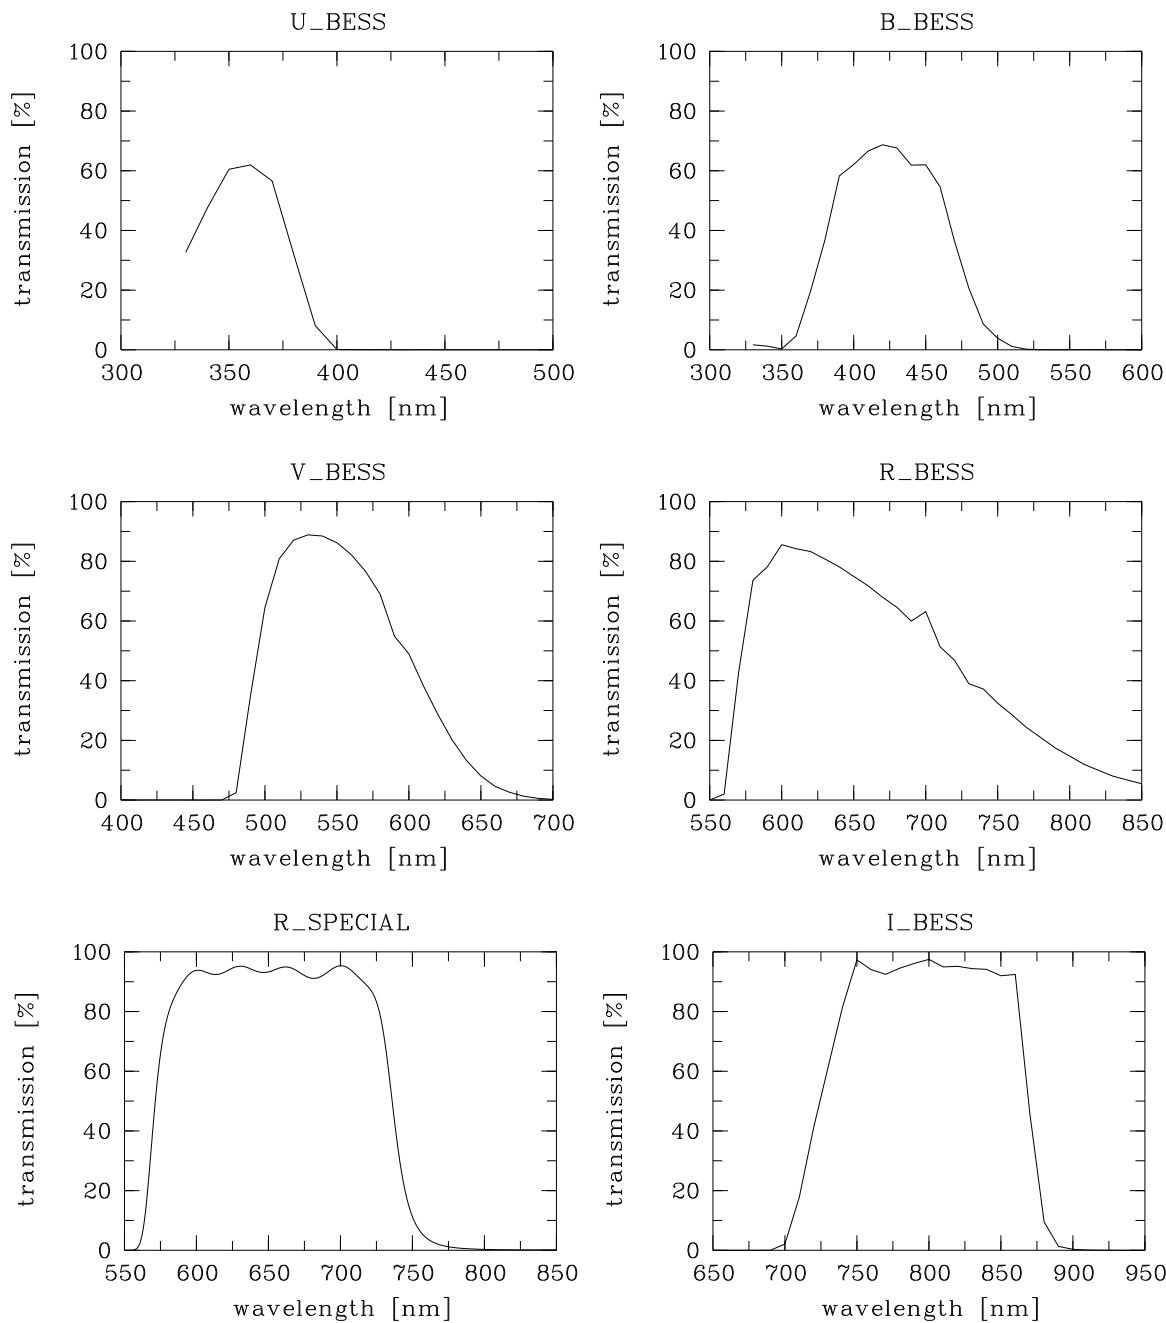 U_BESS
transmission [%]
100
80
60
40
20
0
300 350 400 450 500
wavelength [nm]
B_BESS
transmission [%]
100
80
60
40
20
0
300 350 400 450 500 550 600
wavelength [nm]
V_BESS
transmission [%]
100
80
60
40
20
0
400 450 500 550 600 650 700
wavelength [nm]
R_BESS
transmission [%]
100
80
60
40
20
0
550 600 650 700 750 800 850
wavelength [nm]
R_SPECIAL
transmission [%]
100
80
60
40
20
0
550 600 650 700 750 800 850
wavelength [nm]
I_BESS
transmission [%]
100
80
60
40
20
0
650 700 750 800 850 900 950
wavelength [nm]